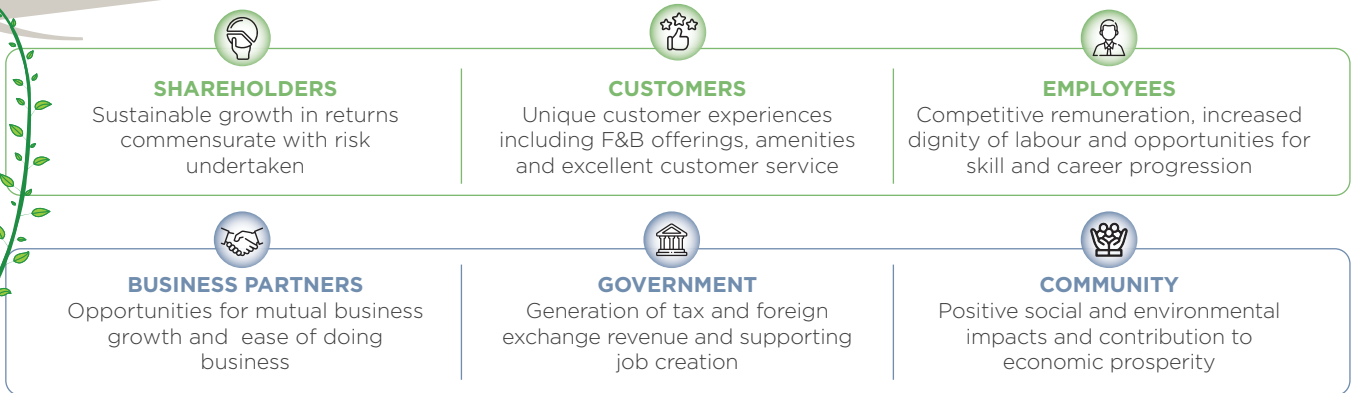 SHAREHOLDERS
Sustainable growth in returns
commensurate with risk
undertaken
CUSTOMERS
Unique customer experiences
including F&B offerings, amenities
and excellent customer service
EMPLOYEES
Competitive remuneration, increased
dignity of labour and opportunities for
skill and career progression
BUSINESS PARTNERS
Opportunities for mutual business
growth and ease of doing
business
GOVERNMENT
Generation of tax and foreign
exchange revenue and supporting
job creation
COMMUNITY
Positive social and environmental
impacts and contribution to
economic prosperity